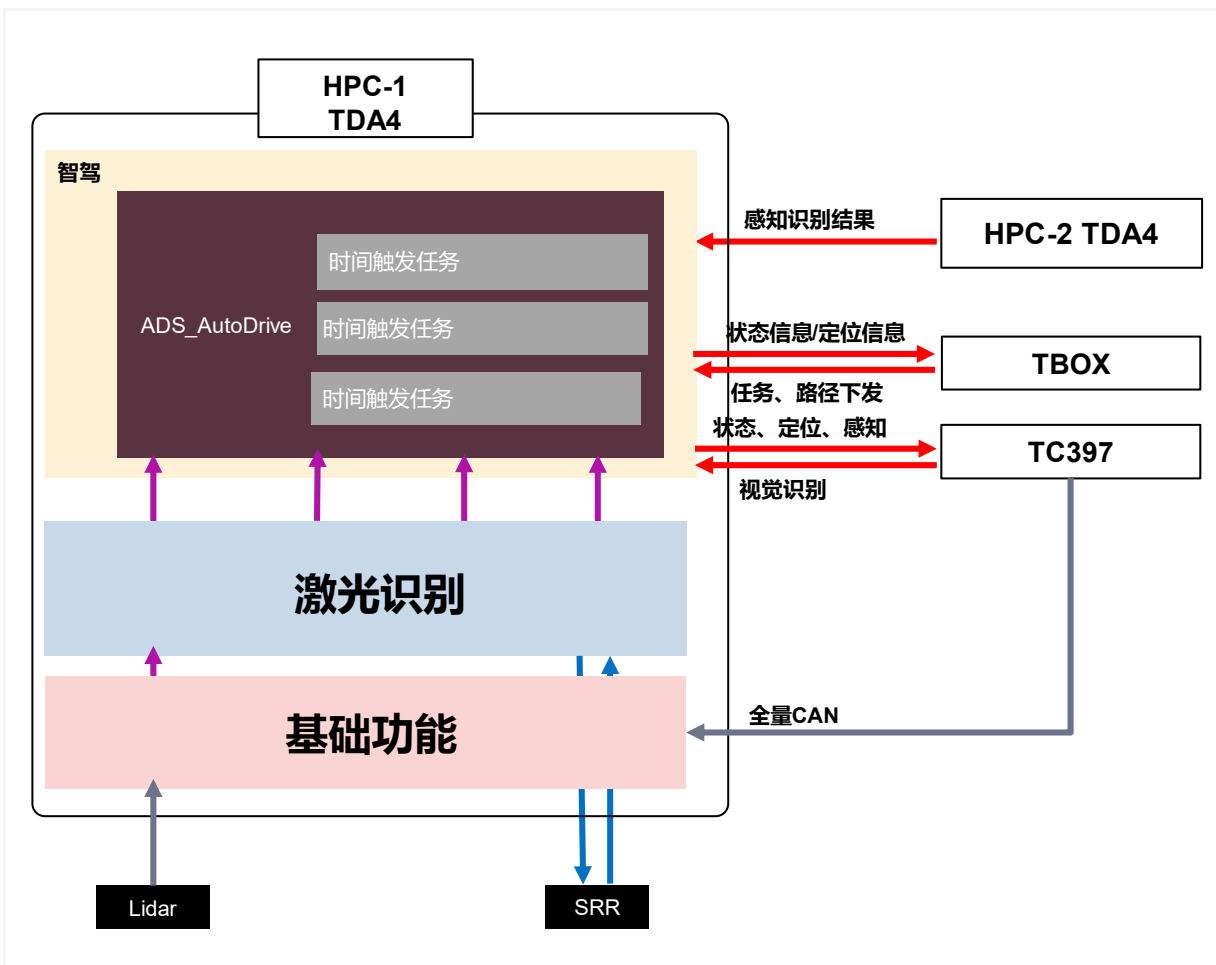 HPC-1
TDA4
智驾
ADS_AutoDrive
时间触发任务
时间触发任务
时间触发任务
感知识别结果
HPC-2 TDA4
状态信息/定位信息
TBOX
任务、路径下发
状态、定位、感知
TC397
视觉识别
激光识别
基础功能
全量CAN
Lidar
SRR